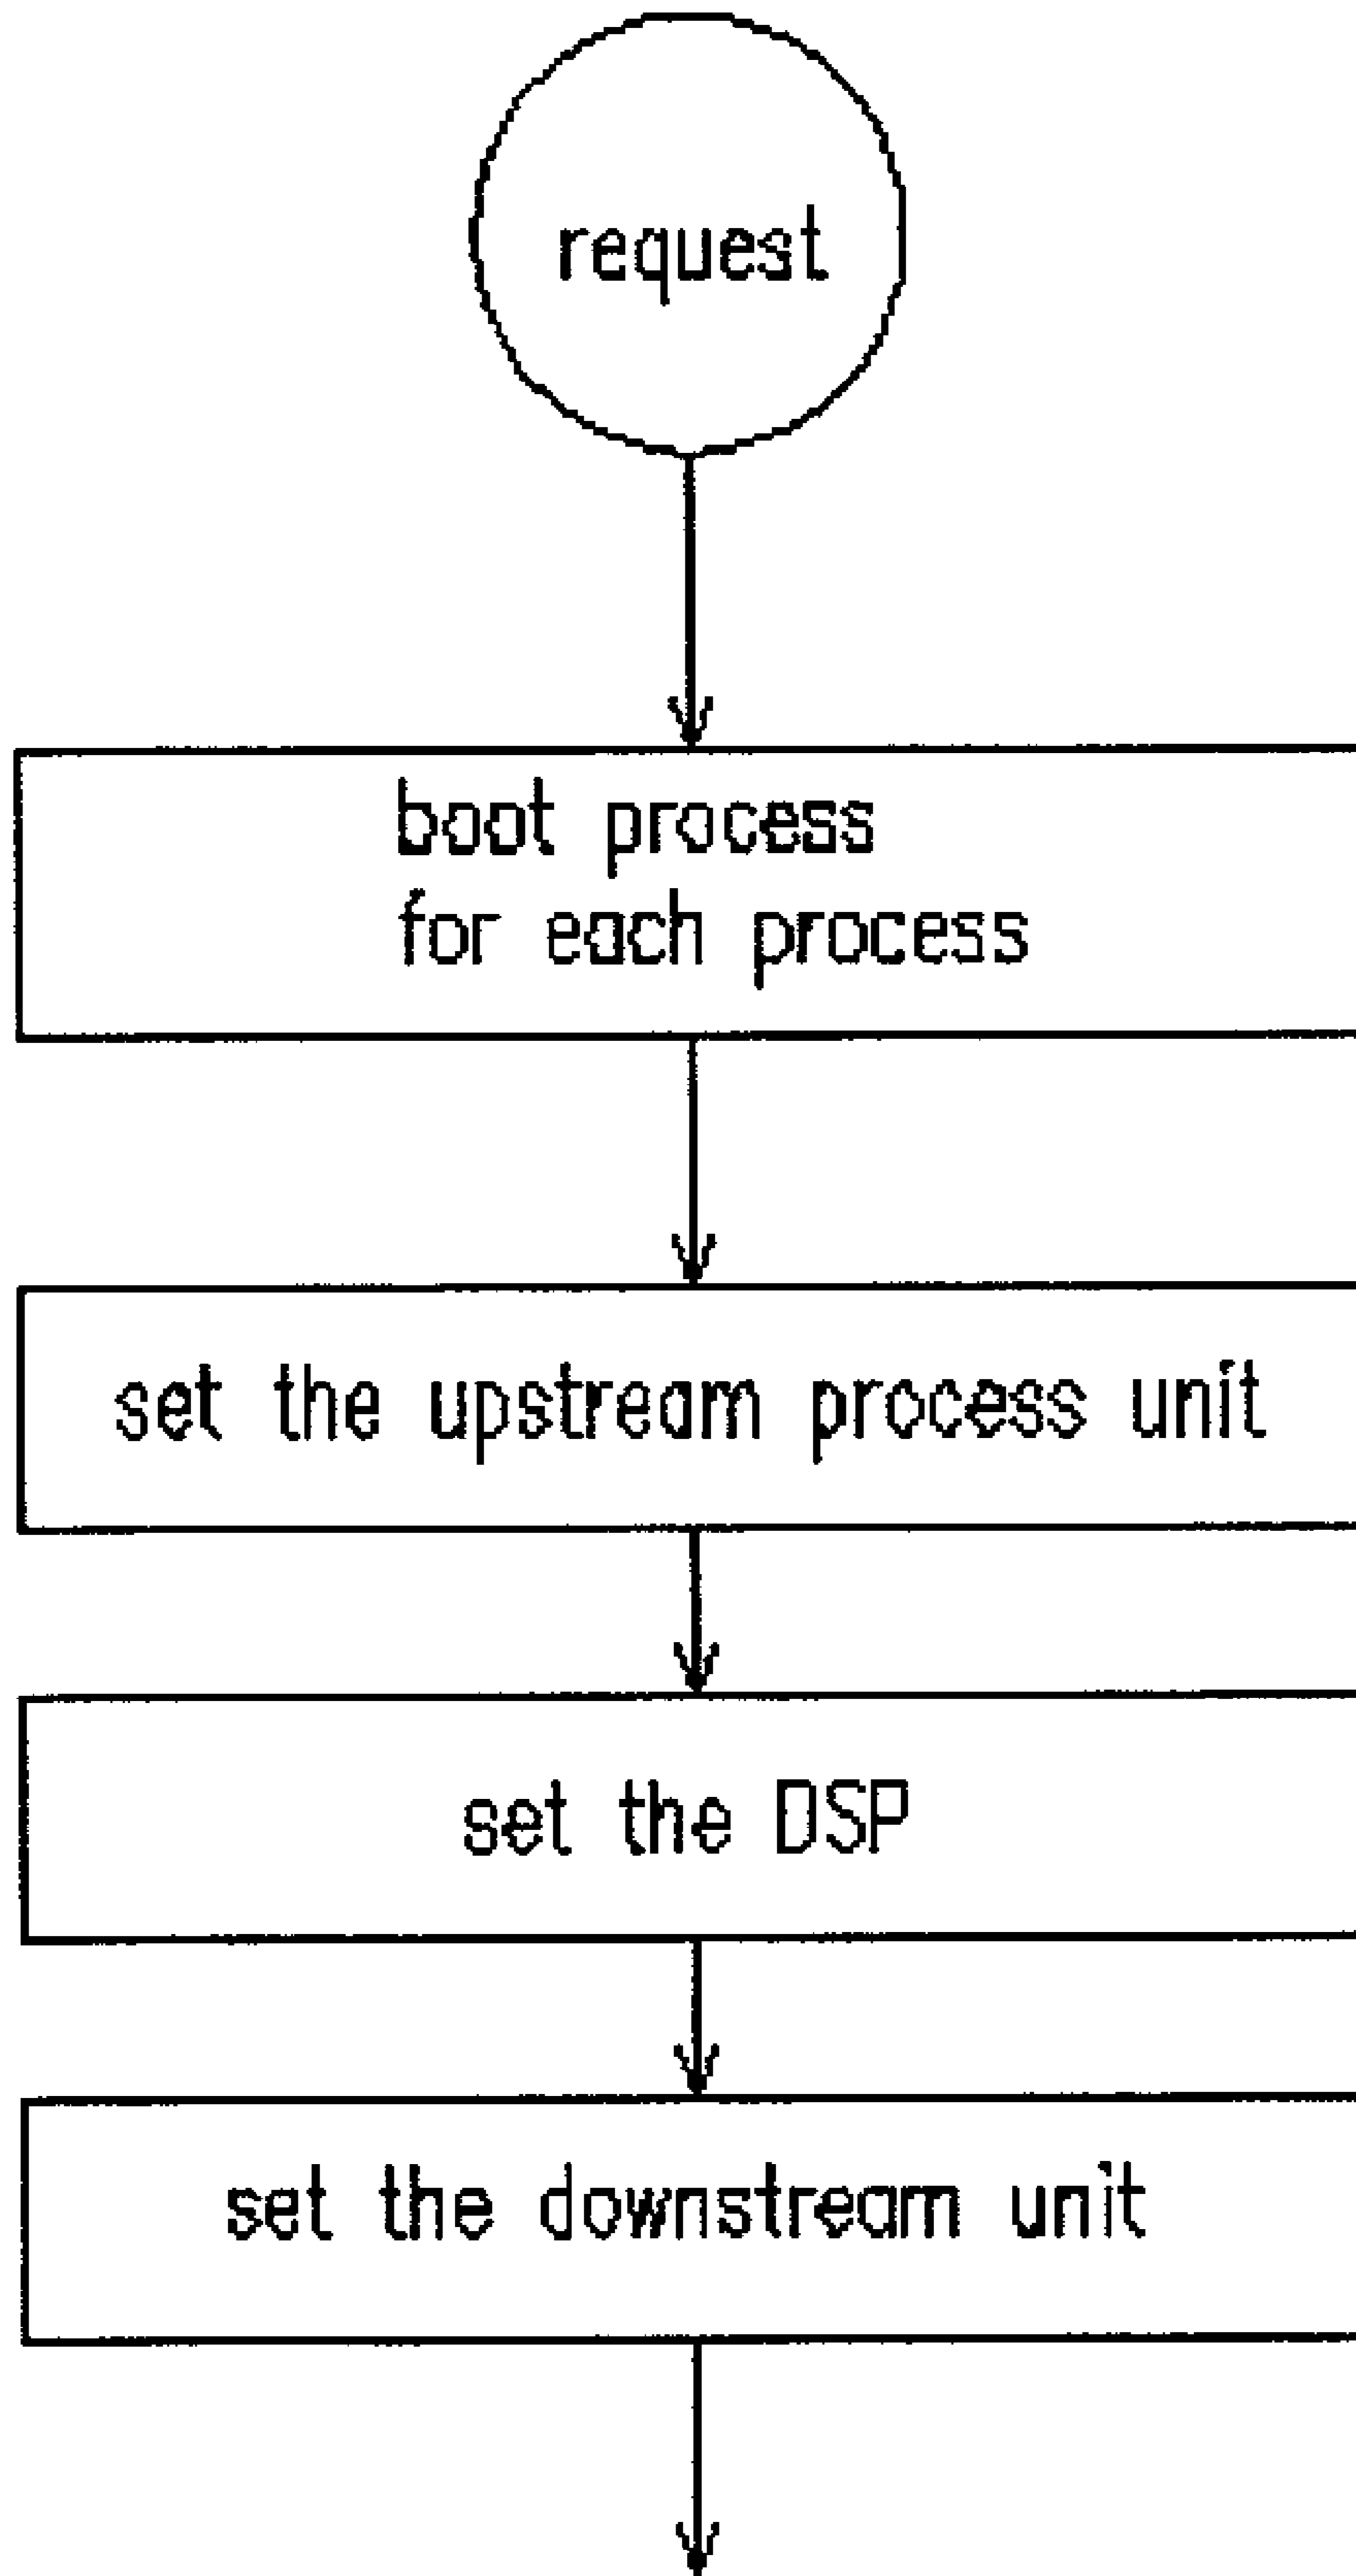 request
boot process
for each process
set the upstream process unit
set the DSP
set the downstream unit